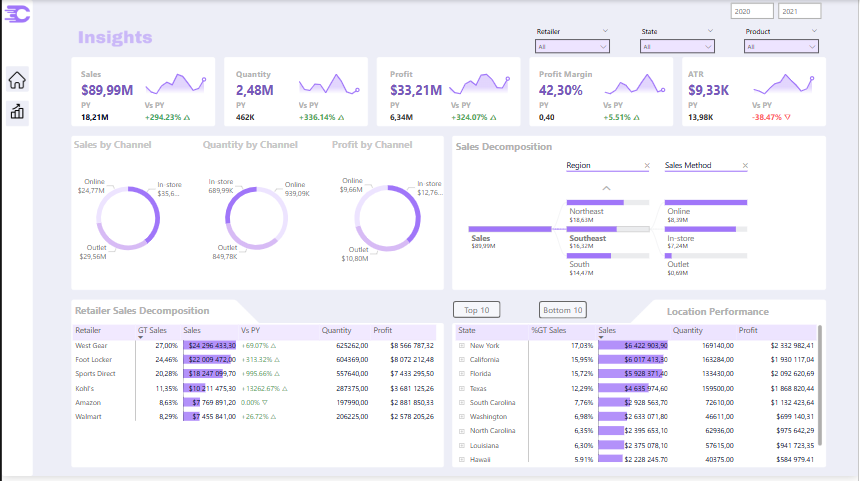 2020 2021
Insights
Retailer State Product
All All All
Sales Quantity Profit Profit Margin ATR
$89,99M 2,48M $33,21M 42,30% $9,33K
PY Vs PY PY Vs PY PY Vs PY PY Vs PY PY Vs PY
18,21M +294.23% △ 462K +336.14% △ 6,34M +324.07% △ 0,40 +5.51% △ 13,98K -38.47% ▽
Sales by Channel Quantity by Channel Profit by Channel
Online $24,77M
In-store $35,6...
Outlet $29,56M
In-store 689,99K
Online 939,09K
Outlet 849,78K
Online $9,66M
In-store $12,76...
Outlet $10,80M
Sales Decomposition
Region Sales Method
Sales
$89,99M
Northeast
$18,63M
Southeast
$16,32M
South
$14,47M
Online
$8,39M
In-store
$7,24M
Outlet
$0,69M
Retailer Sales Decomposition
Retailer GT Sales Sales Vs PY Quantity Profit
West Gear 27,00% $24 296 433,30 +69.07% △ 625262,00 $8 566 787,32
Foot Locker 24,46% $22 009 472,00 +313.32% △ 604369,00 $8 072 212,48
Sports Direct 20,28% $18 247 099,70 +995.66% △ 557640,00 $7 433 295,50
Kohl's 11,35% $10 211 475,30 +13262.67% △ 287375,00 $3 681 125,26
Amazon 8,63% $7 769 891,20 0.00% ▽ 197990,00 $2 881 850,33
Walmart 8,29% $7 455 841,00 +26.72% △ 206225,00 $2 578 205,26
Top 10 Bottom 10
Location Performance
State %GT Sales Sales Quantity Profit
New York 17,03% $6 422 903,90 169140,00 $2 332 982,41
California 15,95% $6 017 413,30 163284,00 $1 930 117,04
Florida 15,72% $5 928 371,40 133430,00 $2 092 620,69
Texas 12,29% $4 635 974,60 159500,00 $1 868 820,44
South Carolina 7,76% $2 928 563,70 72610,00 $1 132 423,64
Washington 6,98% $2 633 071,80 46611,00 $699 140,31
North Carolina 6,35% $2 395 653,10 62936,00 $975 642,29
Louisiana 6,30% $2 375 078,10 57615,00 $941 723,35
Hawaii 5,91% $2 228 245,70 40375,00 $584 979,41